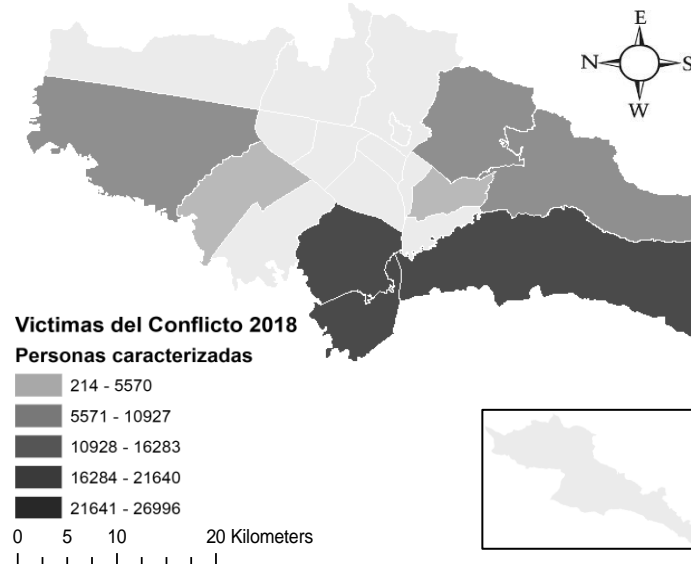 E
N S
W
Victimas del Conflicto 2018
Personas caracterizadas
214 - 5570
5571 - 10927
10928 - 16283
16284 - 21640
21641 - 26996
0 5 10 20 Kilometers